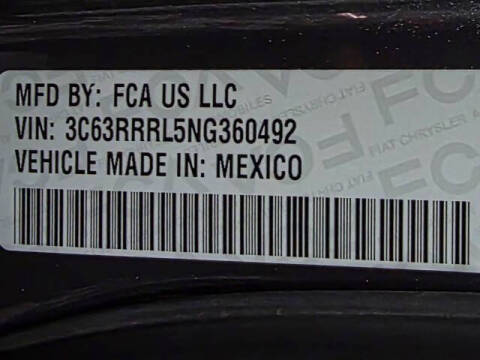 MFD BY: FCA US LLC
VIN: 3C63RRRL5NG360492
VEHICLE MADE IN: MEXICO